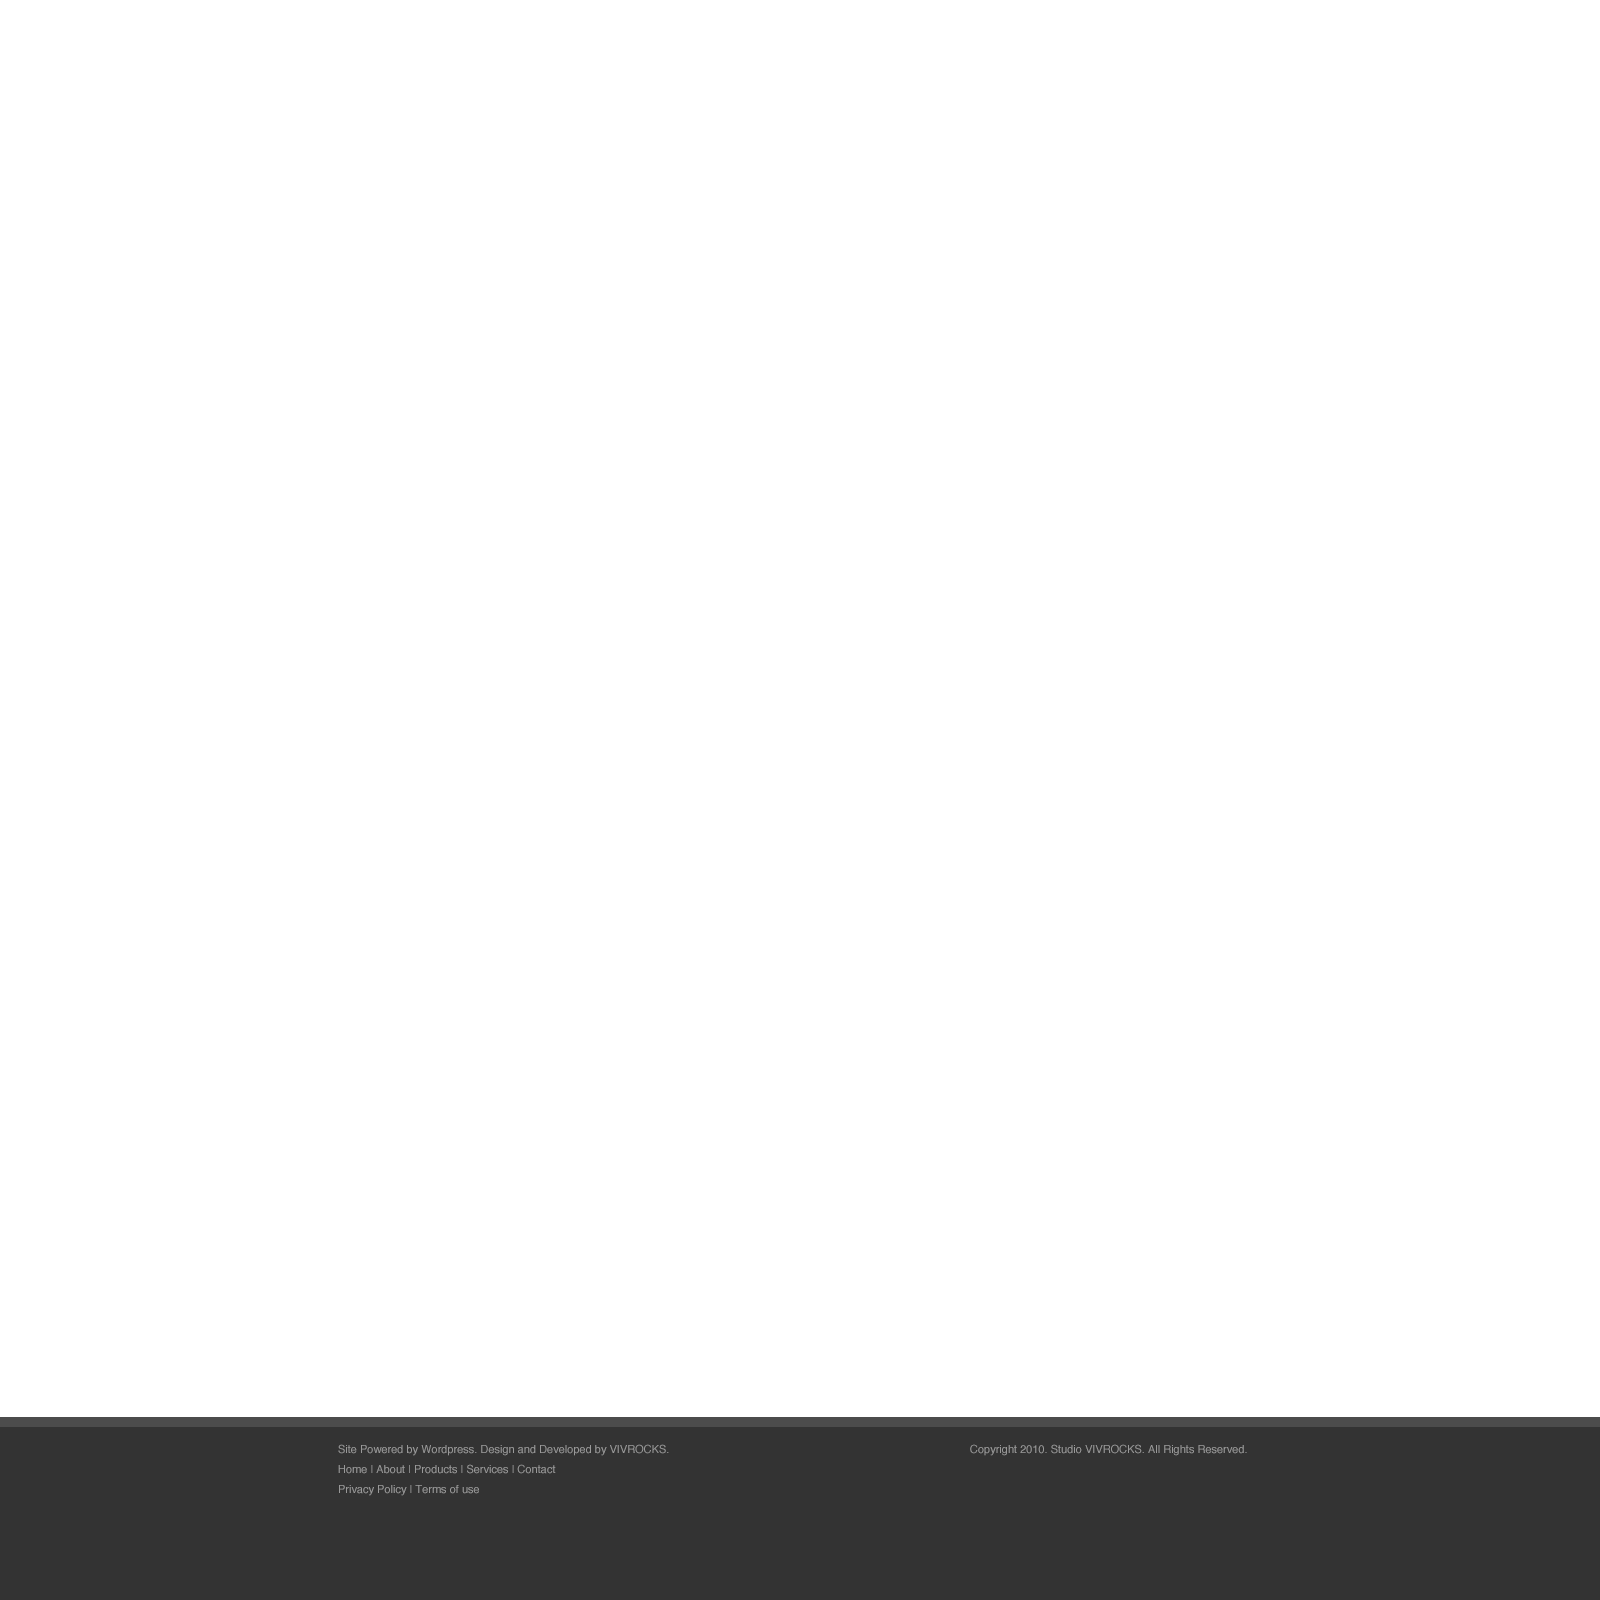 Site Powered by Wordpress. Design and Developed by VIVROCKS.
Copyright 2010. Studio VIVROCKS. All Rights Reserved.
Home | About | Products | Services | Contact
Privacy Policy | Terms of use